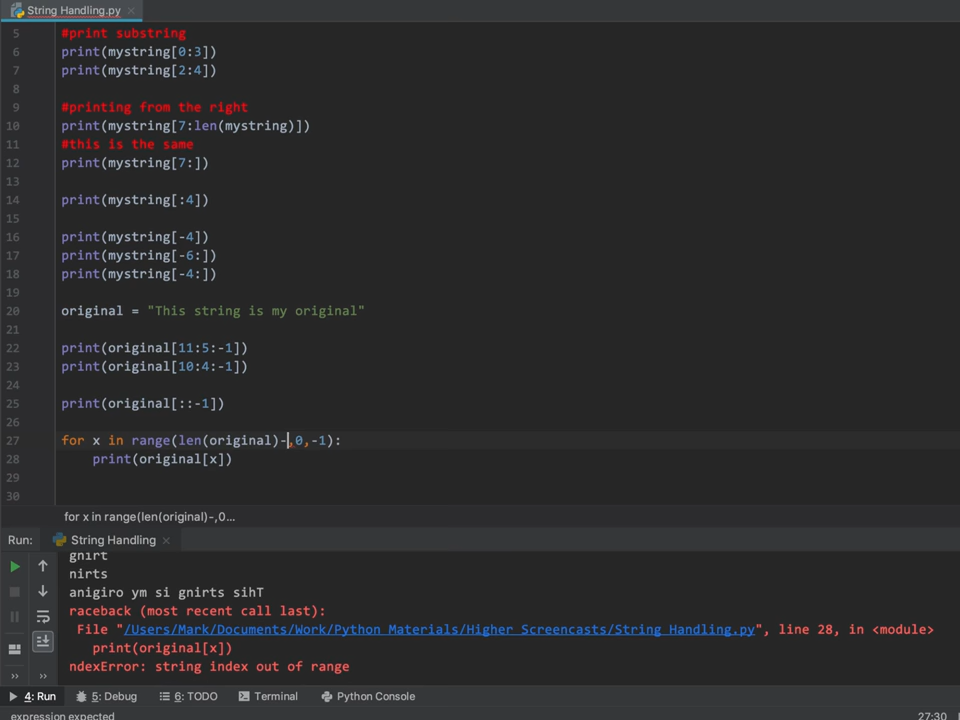 String Handling.py
5 #print substring
6 print(mystring[0:3])
7 print(mystring[2:4])
8
9 #printing from the right
10 print(mystring[7:len(mystring)])
11 #this is the same
12 print(mystring[7:])
13
14 print(mystring[:4])
15
16 print(mystring[-4])
17 print(mystring[-6:])
18 print(mystring[-4:])
19
20 original = "This string is my original"
21
22 print(original[11:5:-1])
23 print(original[10:4:-1])
24
25 print(original[::-1])
26
27 for x in range(len(original)-,0,-1):
28 print(original[x])
29
30
for x in range(len(original)-,0...
Run: String Handling
gnirt
nirts
anigiro ym si gnirts sihT
raceback (most recent call last):
File "/Users/Mark/Documents/Work/Python Materials/Higher Screencasts/String Handling.py", line 28, in <module>
print(original[x])
ndexError: string index out of range
4: Run 5: Debug 6: TODO Terminal Python Console
expression expected 27:30